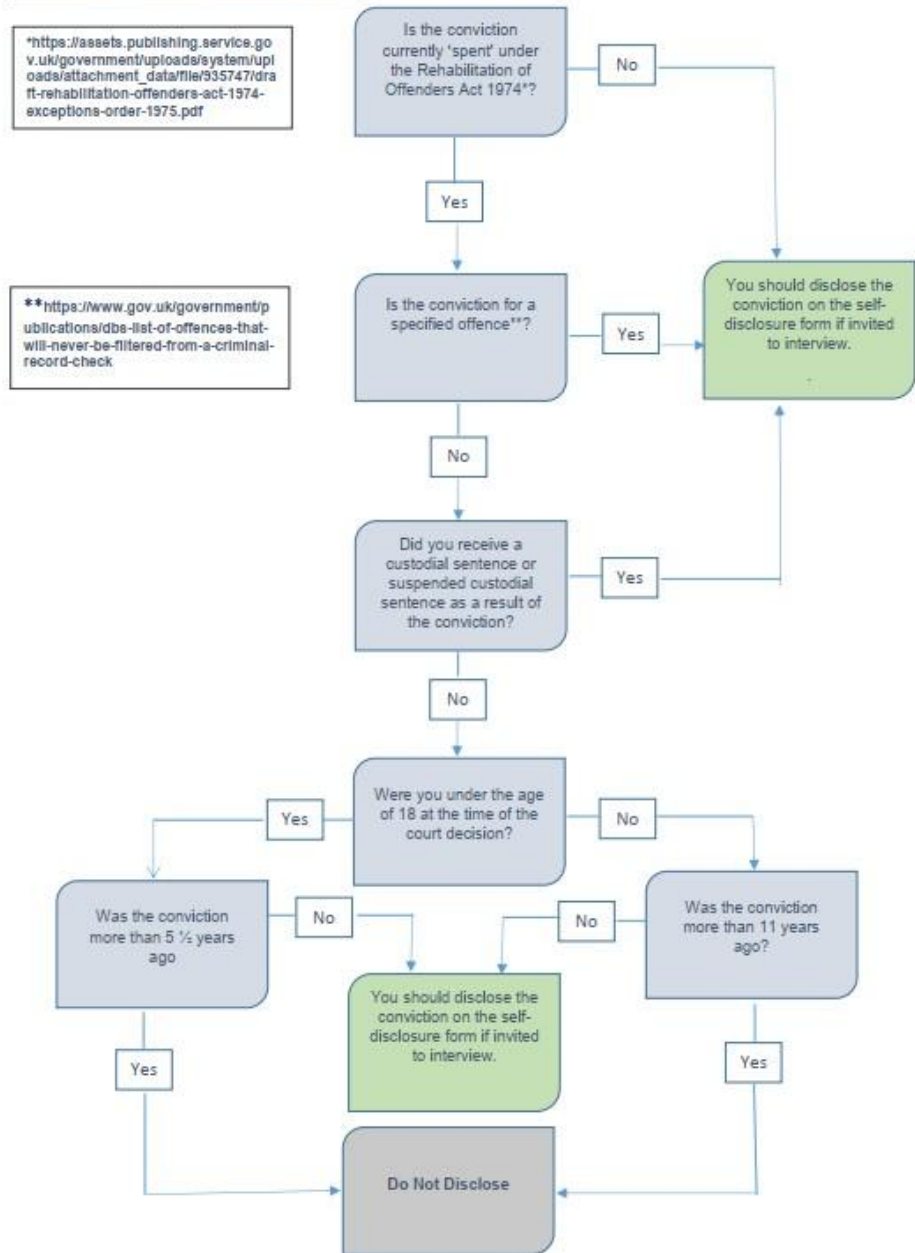 Is the conviction
currently 'spent' under
the Rehabilitation of
Offenders Act 1974*?
No
*https://assets.publishing.service.go
v.uk/government/uploads/system/upl
oads/attachment_data/file/935747/dra
ft-rehabilitation-offenders-act-1974-
exceptions-order-1975.pdf
Yes
**https://www.gov.uk/government/p
ublications/dbs-list-of-offences-that-
will-never-be-filtered-from-a-criminal-
record-check
Is the conviction for a
specified offence**?
Yes
You should disclose the
conviction on the self-
disclosure form if invited
to interview.
.
No
Did you receive a
custodial sentence or
suspended custodial
sentence as a result of
the conviction?
Yes
No
Were you under the age
of 18 at the time of the
court decision?
Yes
No
Was the conviction
more than 5 ½ years
ago
No
No
Was the conviction
more than 11 years
ago?
You should disclose the
conviction on the self-
disclosure form if invited
to interview.
Yes
Yes
Do Not Disclose